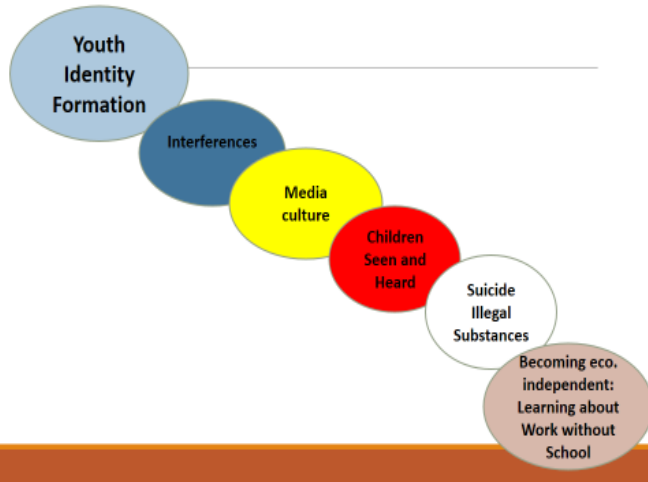 Youth
Identity
Formation
Interferences
Media
culture
Children
Seen and
Heard
Suicide
Illegal
Substances
Becoming eco.
independent:
Learning about
Work without
School